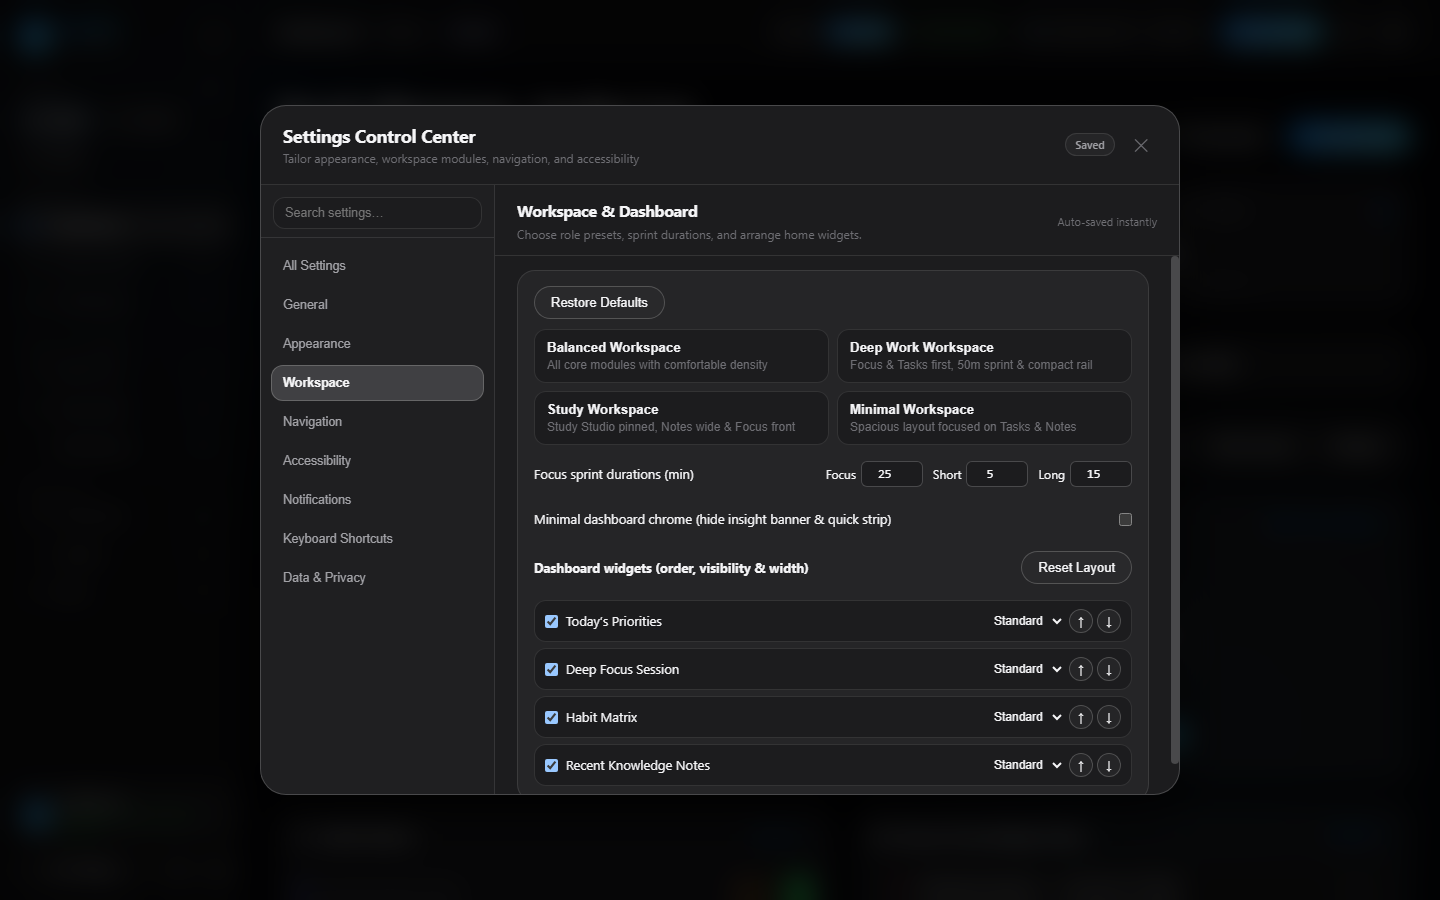 Settings Control Center
Tailor appearance, workspace modules, navigation, and accessibility
Saved
Search settings...
All Settings
General
Appearance
Workspace
Navigation
Accessibility
Notifications
Keyboard Shortcuts
Data & Privacy
Workspace & Dashboard
Choose role presets, sprint durations, and arrange home widgets.
Auto-saved instantly
Restore Defaults
Balanced Workspace
All core modules with comfortable density
Deep Work Workspace
Focus & Tasks first, 50m sprint & compact rail
Study Workspace
Study Studio pinned, Notes wide & Focus front
Minimal Workspace
Spacious layout focused on Tasks & Notes
Focus sprint durations (min) Focus 25 Short 5 Long 15
Minimal dashboard chrome (hide insight banner & quick strip)
Dashboard widgets (order, visibility & width) Reset Layout
Today's Priorities Standard ↑ ↓
Deep Focus Session Standard ↑ ↓
Habit Matrix Standard ↑ ↓
Recent Knowledge Notes Standard ↑ ↓